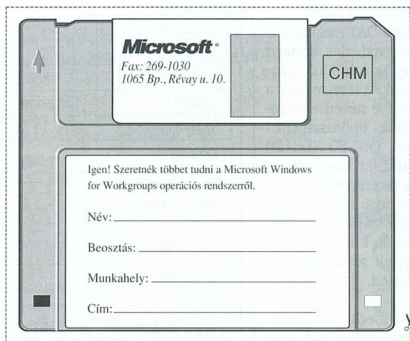 Microsoft®
Fax: 269-1030
1065 Bp., Révay u. 10.
CHM
Igen! Szeretnék többet tudni a Microsoft Windows
for Workgroups operációs rendszerről.
Név:
Beosztás:
Munkahely:
Cím: